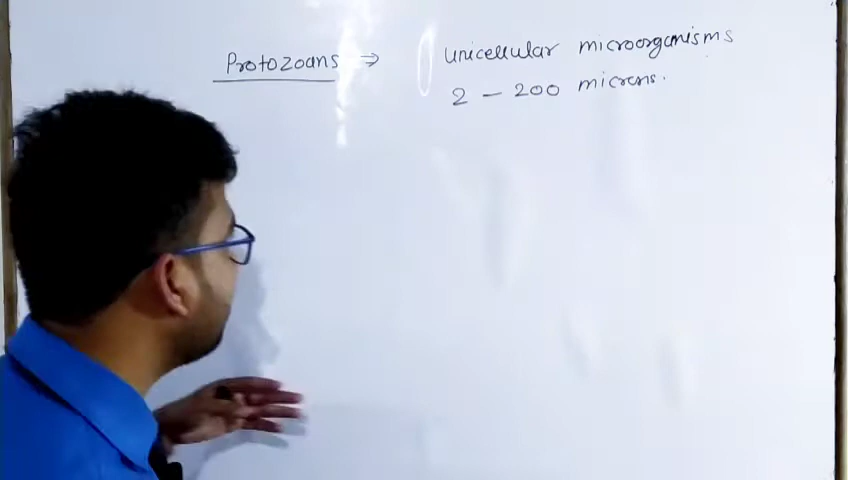 Protozoans ⇒ Unicellular microorganisms
2 - 200 microns.